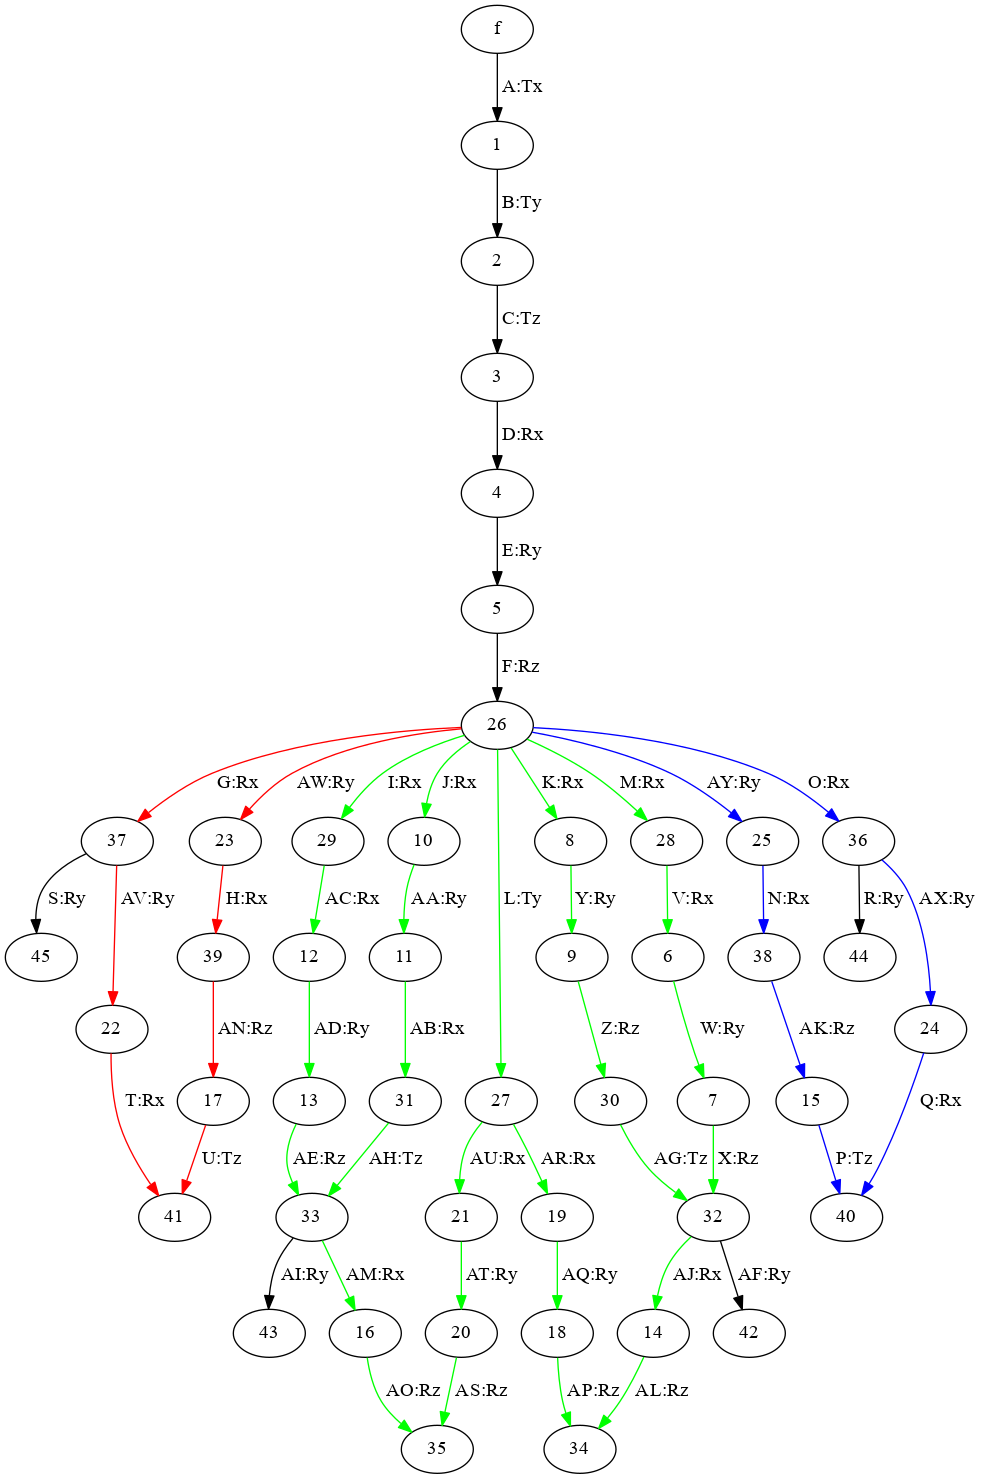 f
A:Tx
1
B:Ty
2
C:Tz
3
D:Rx
4
E:Ry
5
F:Rz
26
G:Rx AW:Ry I:Rx J:Rx K:Rx M:Rx AY:Ry O:Rx
37 23 29 10 8 28 25 36
S:Ry AV:Ry H:Rx AC:Rx AA:Ry L:Ty Y:Ry V:Rx N:Rx R:Ry AX:Ry
45 39 12 11 9 6 38 44
22 AN:Rz AD:Ry AB:Rx Z:Rz W:Ry AK:Rz 24
T:Rx 17 13 31 27 30 7 15 Q:Rx
U:Tz AE:Rz AH:Tz AU:Rx AR:Rx AG:Tz X:Rz P:Tz
41 33 21 19 32 40
AI:Ry AM:Rx AT:Ry AQ:Ry AJ:Rx AF:Ry
43 16 20 18 14 42
AO:Rz AS:Rz AP:Rz AL:Rz
35 34